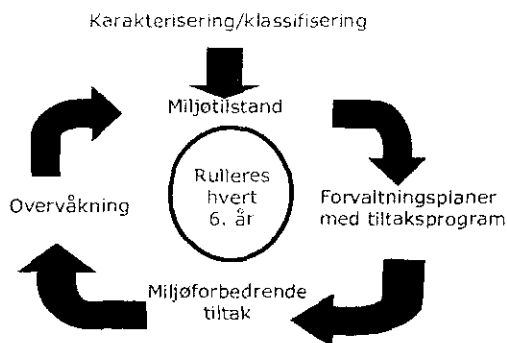 Karakterisering/klassifisering
Miljøtilstand
Rulleres
hvert
6. år
Forvaltningsplaner
med tiltaksprogram
Miljøforbedrende
tiltak
Overvåkning